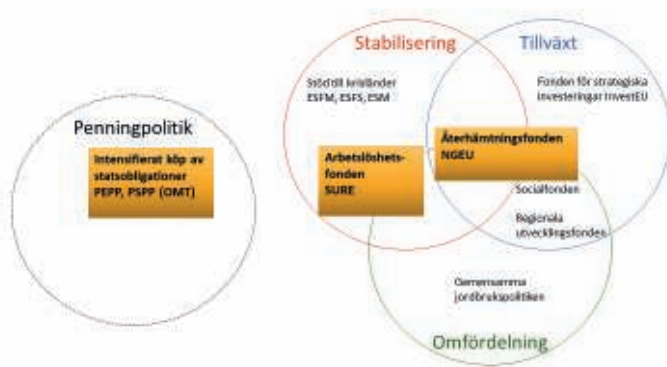 Penningpolitik
Intensifierat köp av
statsobligationer
PEPP, PSPP (OMT)
Stabilisering
Tillväxt
Stöd till krisländer
ESFM, ESFS, ESM
Fonden för strategiska
investeringar InvestEU
Arbetslöshets-
fonden
SURE
Återhämtningsfonden
NGEU
Socialfonden
Regionala
utvecklingsfonden
Gemensamma
jordbrukspolitiken
Omfördelning